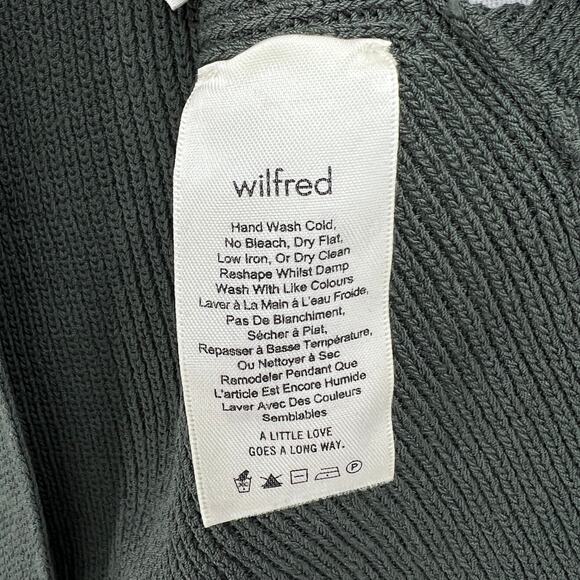 wilfred
Hand Wash Cold,
No Bleach, Dry Flat,
Low Iron, Or Dry Clean
Reshape Whilst Damp
Wash With Like Colours
Laver à La Main à L'eau Froide,
Pas De Blanchiment,
Sécher à Plat,
Repasser à Basse Température,
Ou Nettoyer à Sec
Remodeler Pendant Que
L'article Est Encore Humide
Laver Avec Des Couleurs
Semblables
A LITTLE LOVE
GOES A LONG WAY.
P